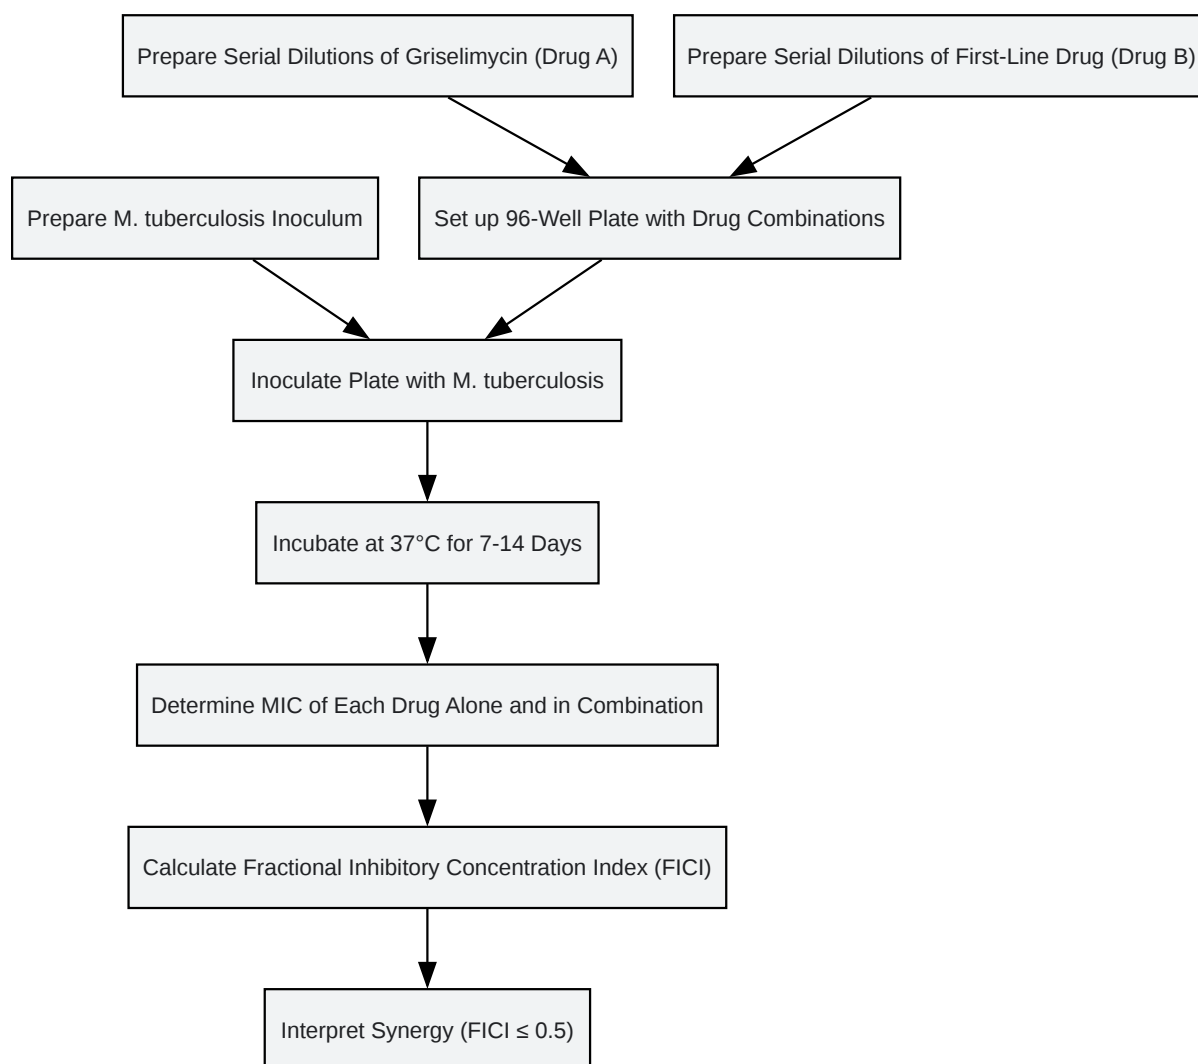 Prepare Serial Dilutions of Griselimycin (Drug A)
Prepare Serial Dilutions of First-Line Drug (Drug B)
Prepare M. tuberculosis Inoculum
Set up 96-Well Plate with Drug Combinations
Inoculate Plate with M. tuberculosis
Incubate at 37°C for 7-14 Days
Determine MIC of Each Drug Alone and in Combination
Calculate Fractional Inhibitory Concentration Index (FICI)
Interpret Synergy (FICI ≤ 0.5)